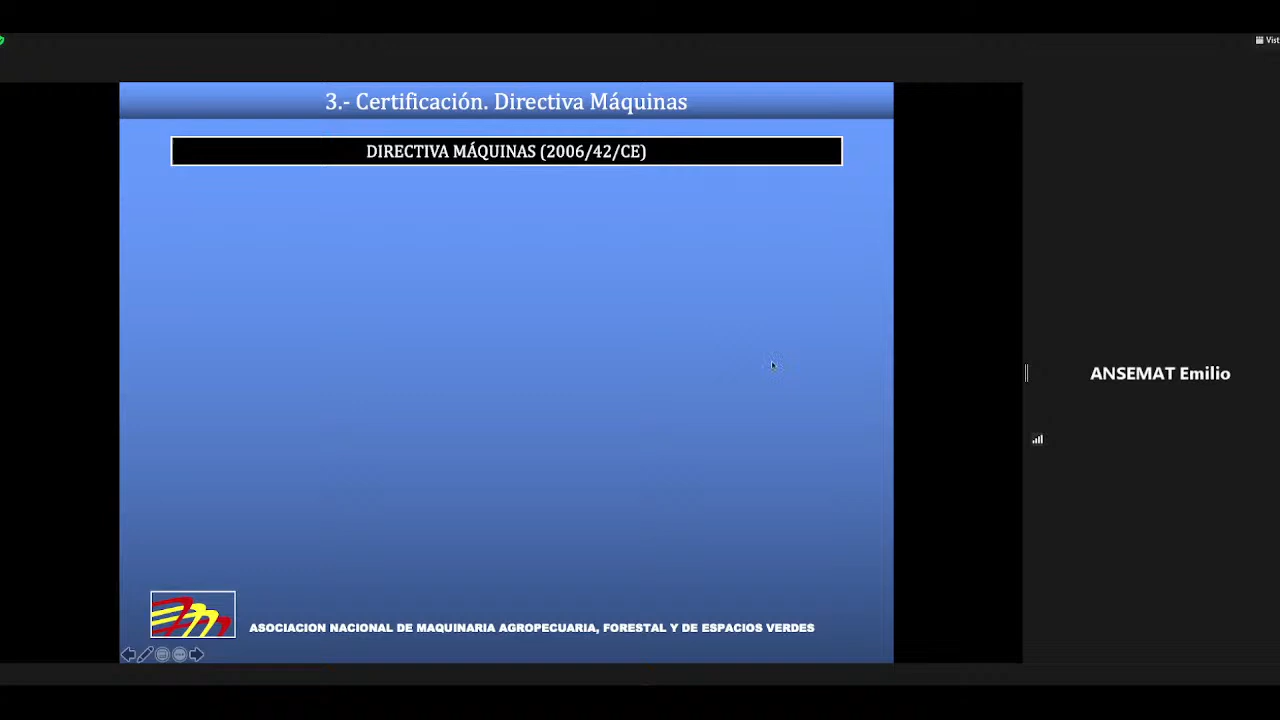 Vist
3.- Certificación. Directiva Máquinas
DIRECTIVA MÁQUINAS (2006/42/CE)
ANSEMAT Emilio
ASOCIACION NACIONAL DE MAQUINARIA AGROPECUARIA, FORESTAL Y DE ESPACIOS VERDES